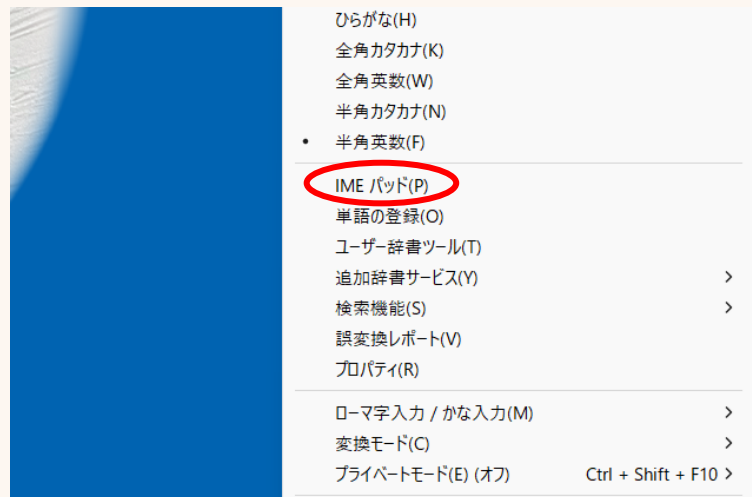 ひらがな(H)
全角カタカナ(K)
全角英数(W)
半角カタカナ(N)
• 半角英数(F)
IME パッド(P)
単語の登録(O)
ユーザー辞書ツール(T)
追加辞書サービス(Y) >
検索機能(S) >
誤変換レポート(V)
プロパティ(R)
ローマ字入力 / かな入力(M) >
変換モード(C) >
プライベートモード(E) (オフ) Ctrl + Shift + F10 >